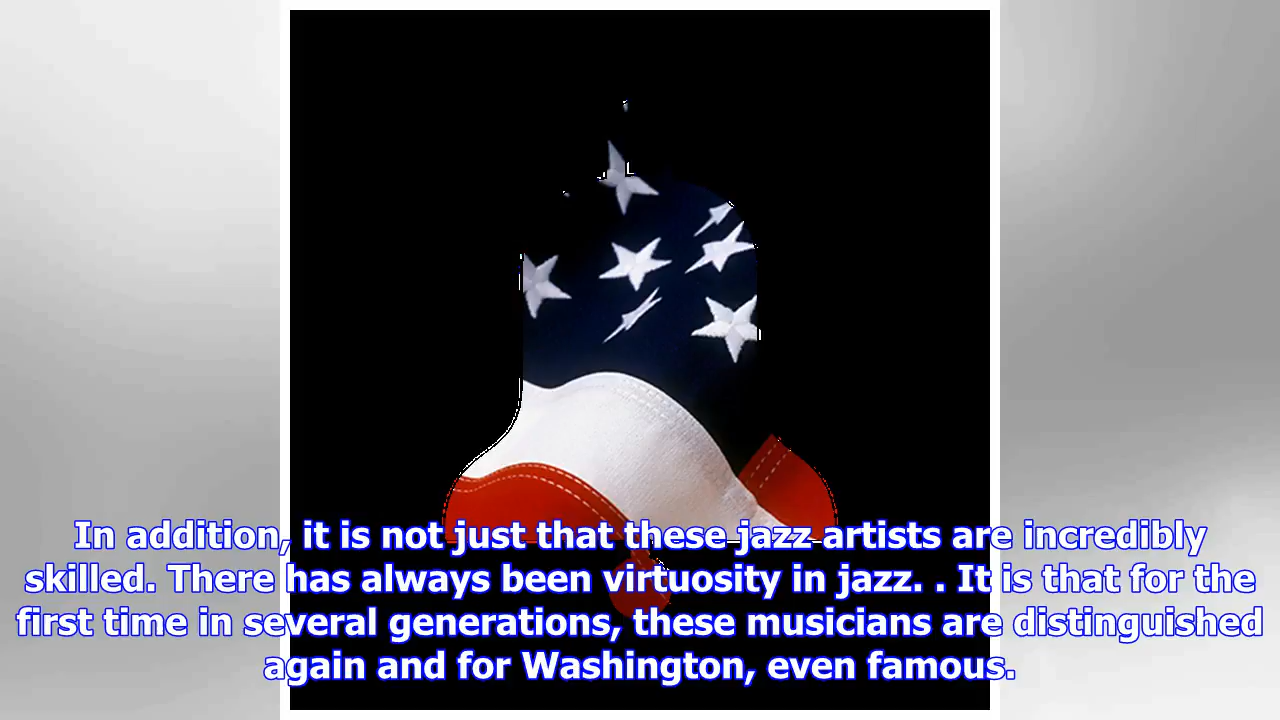 In addition, it is not just that these jazz artists are incredibly
skilled. There has always been virtuosity in jazz. . It is that for the
first time in several generations, these musicians are distinguished
again and for Washington, even famous.